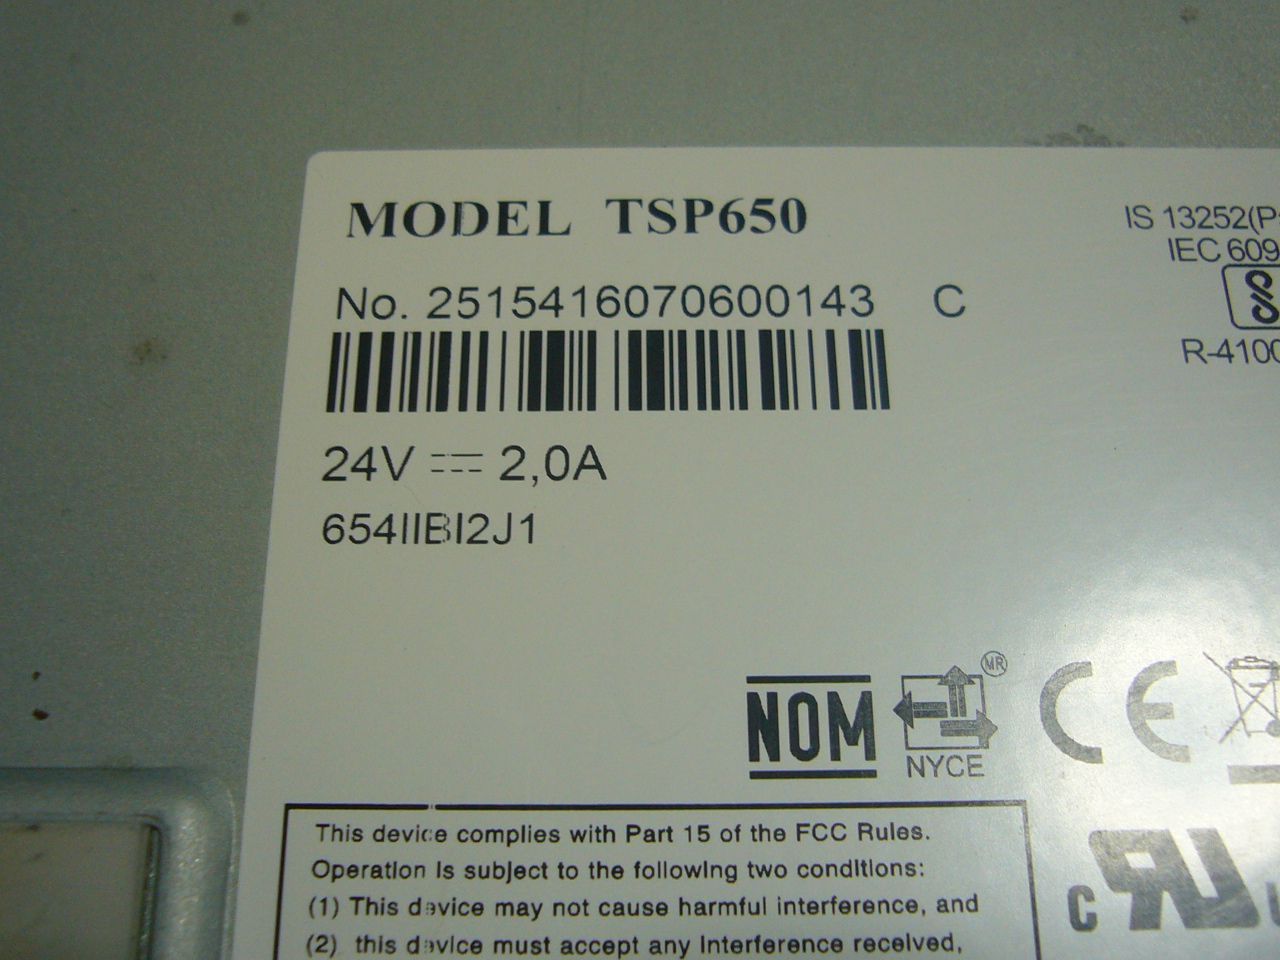 MODEL TSP650
No. 2515416070600143 C
24V 2,0A
654IIBI2J1
IS 13252(P
IEC 609
R-4100
NOM
MR
NYCE
CE
This device complies with Part 15 of the FCC Rules.
Operation is subject to the following two conditions:
(1) This device may not cause harmful interference, and
(2) this device must accept any interference received,
c